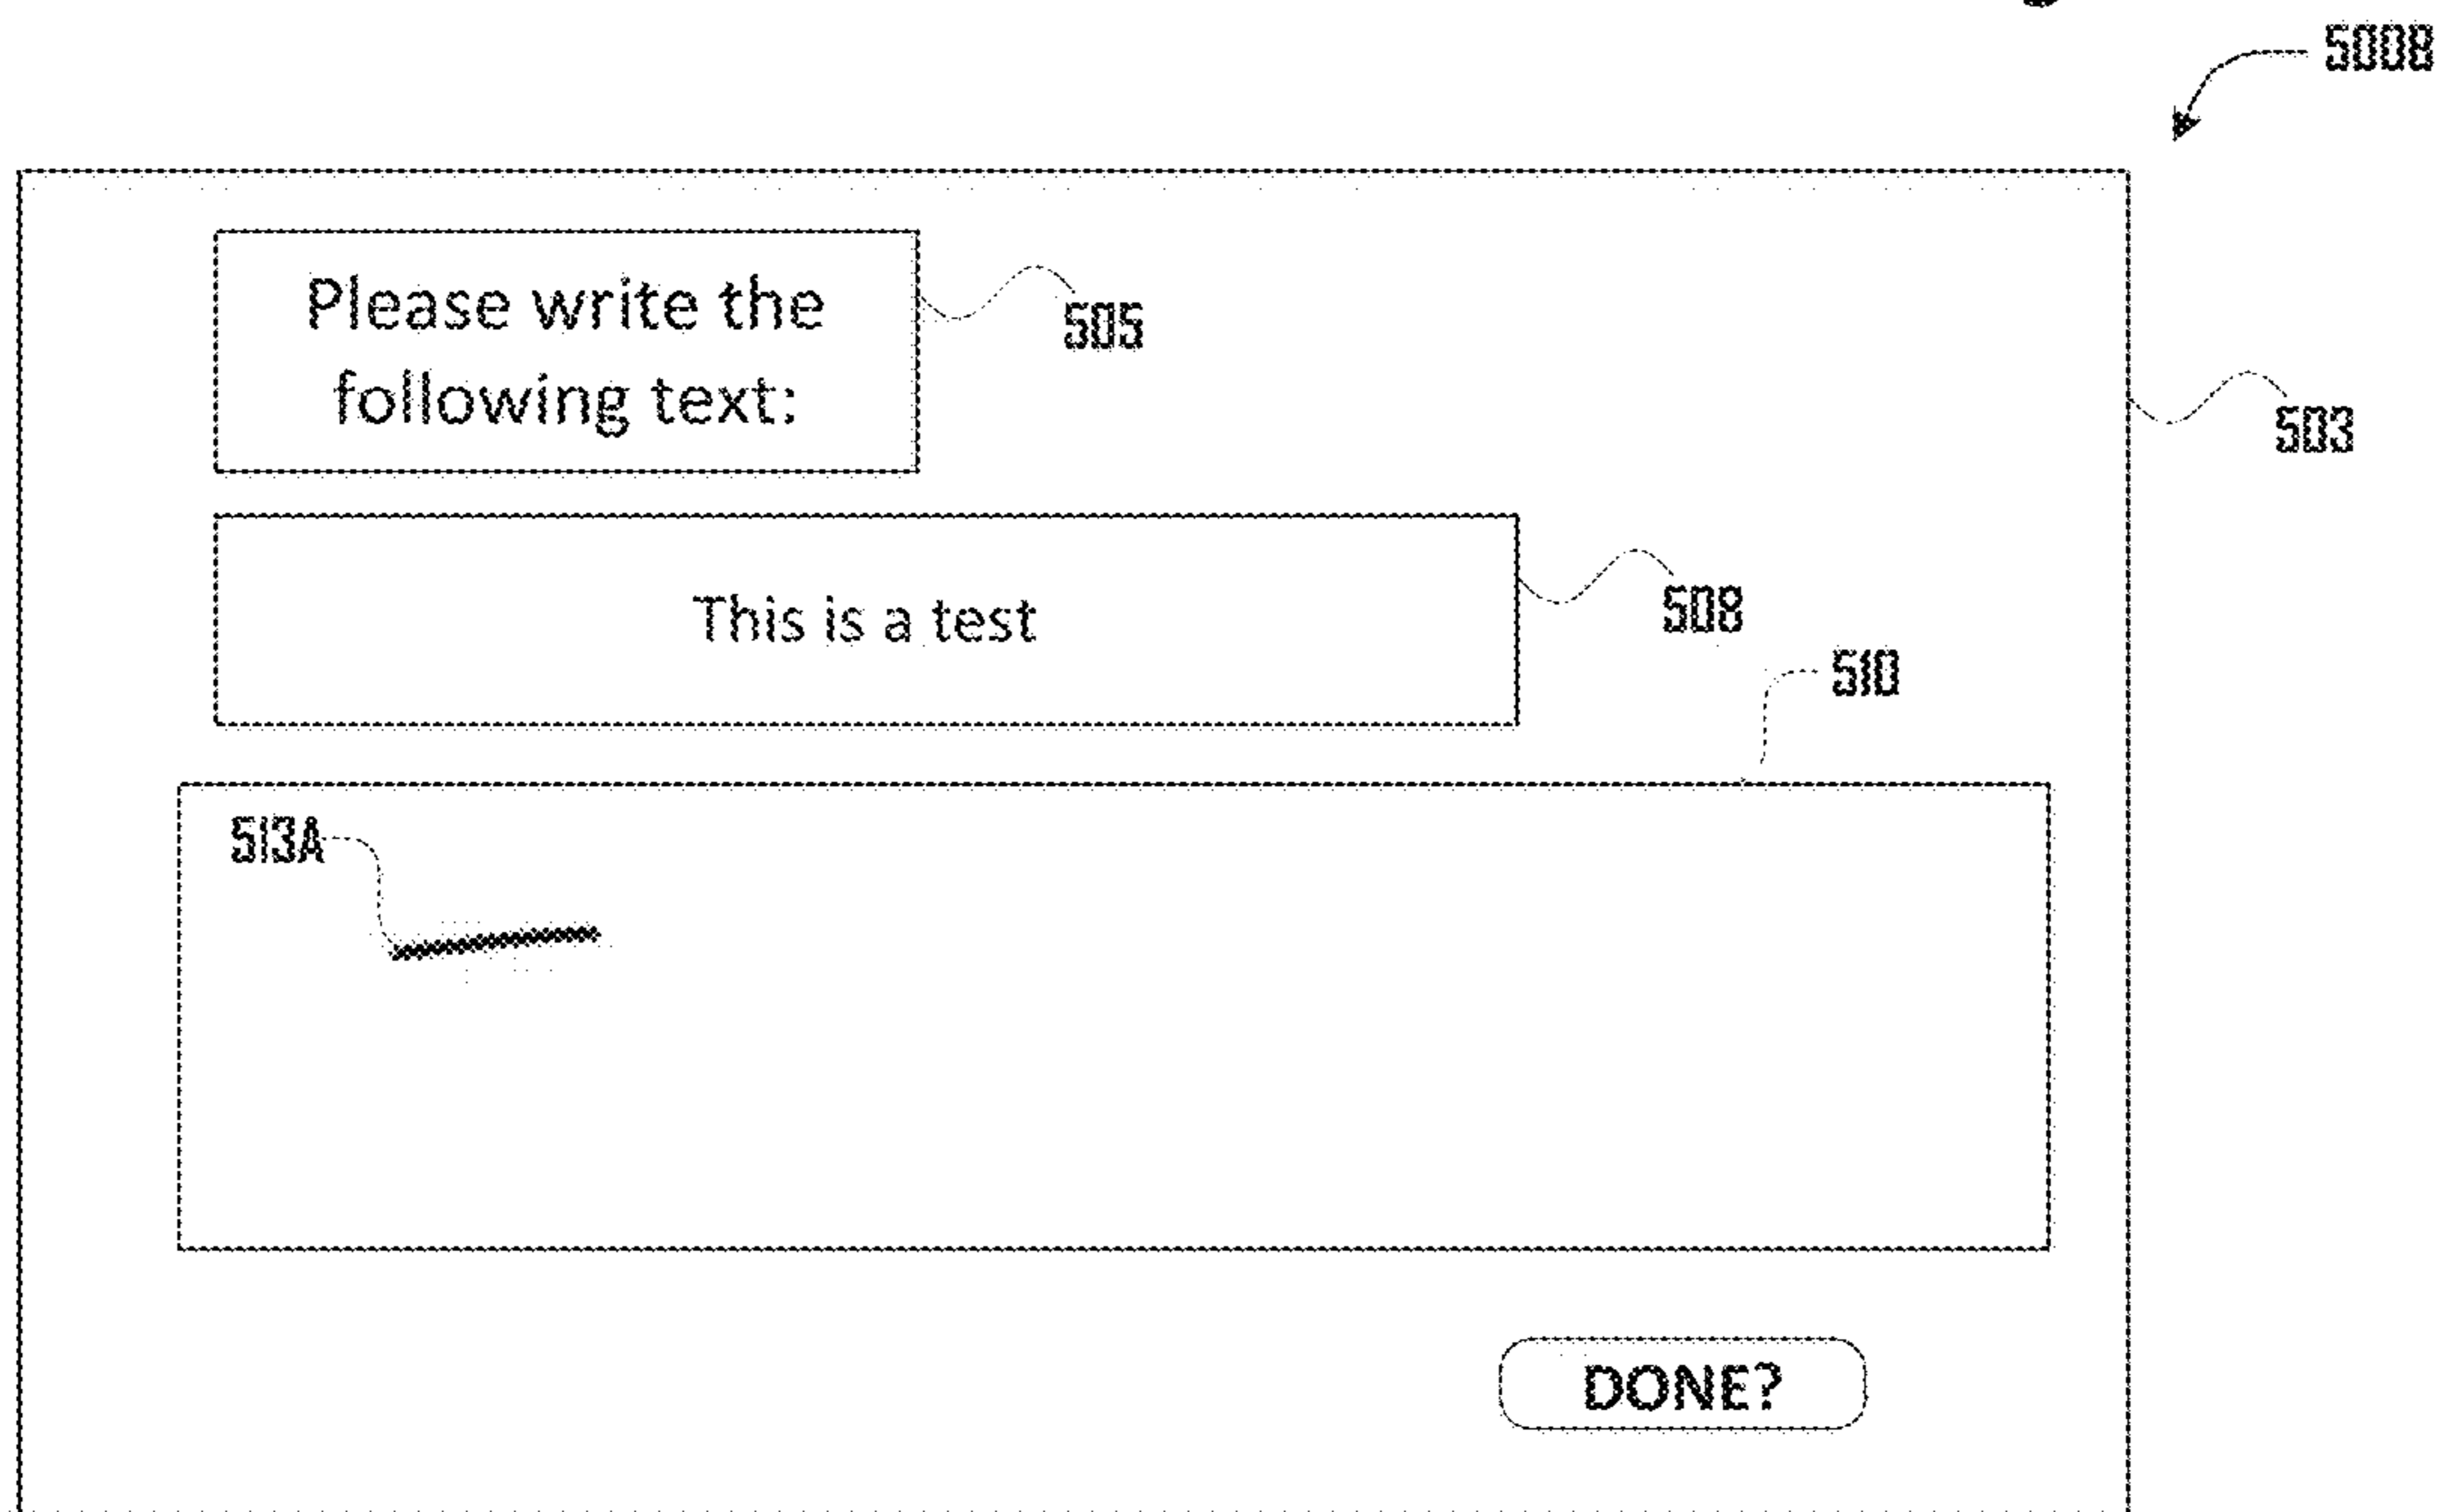 500B
Please write the
following text:
505
503
This is a test
508
510
513A
DONE?